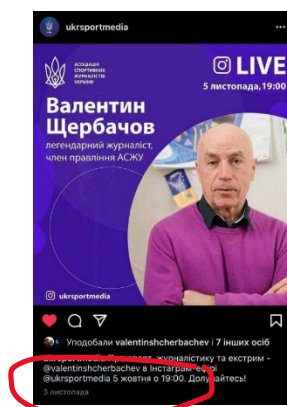 ukrsportmedia
LIVE
АСОЦІАЦІЯ
СПОРТИВНИХ
ЖУРНАЛІСТІВ
УКРАЇНИ
5 листопада, 19:00
Валентин
Щербачов
легендарний журналіст,
член правління АСЖУ
ukrsportmedia
Уподобали valentinshcherbachev і 7 інших осіб
ukrsportmedia журналістику та екстрим –
@valentinshcherbachev в Інстаграм
@ukrsportmedia 5 жовтня о 19:00. Долучайтесь!
3 листопада